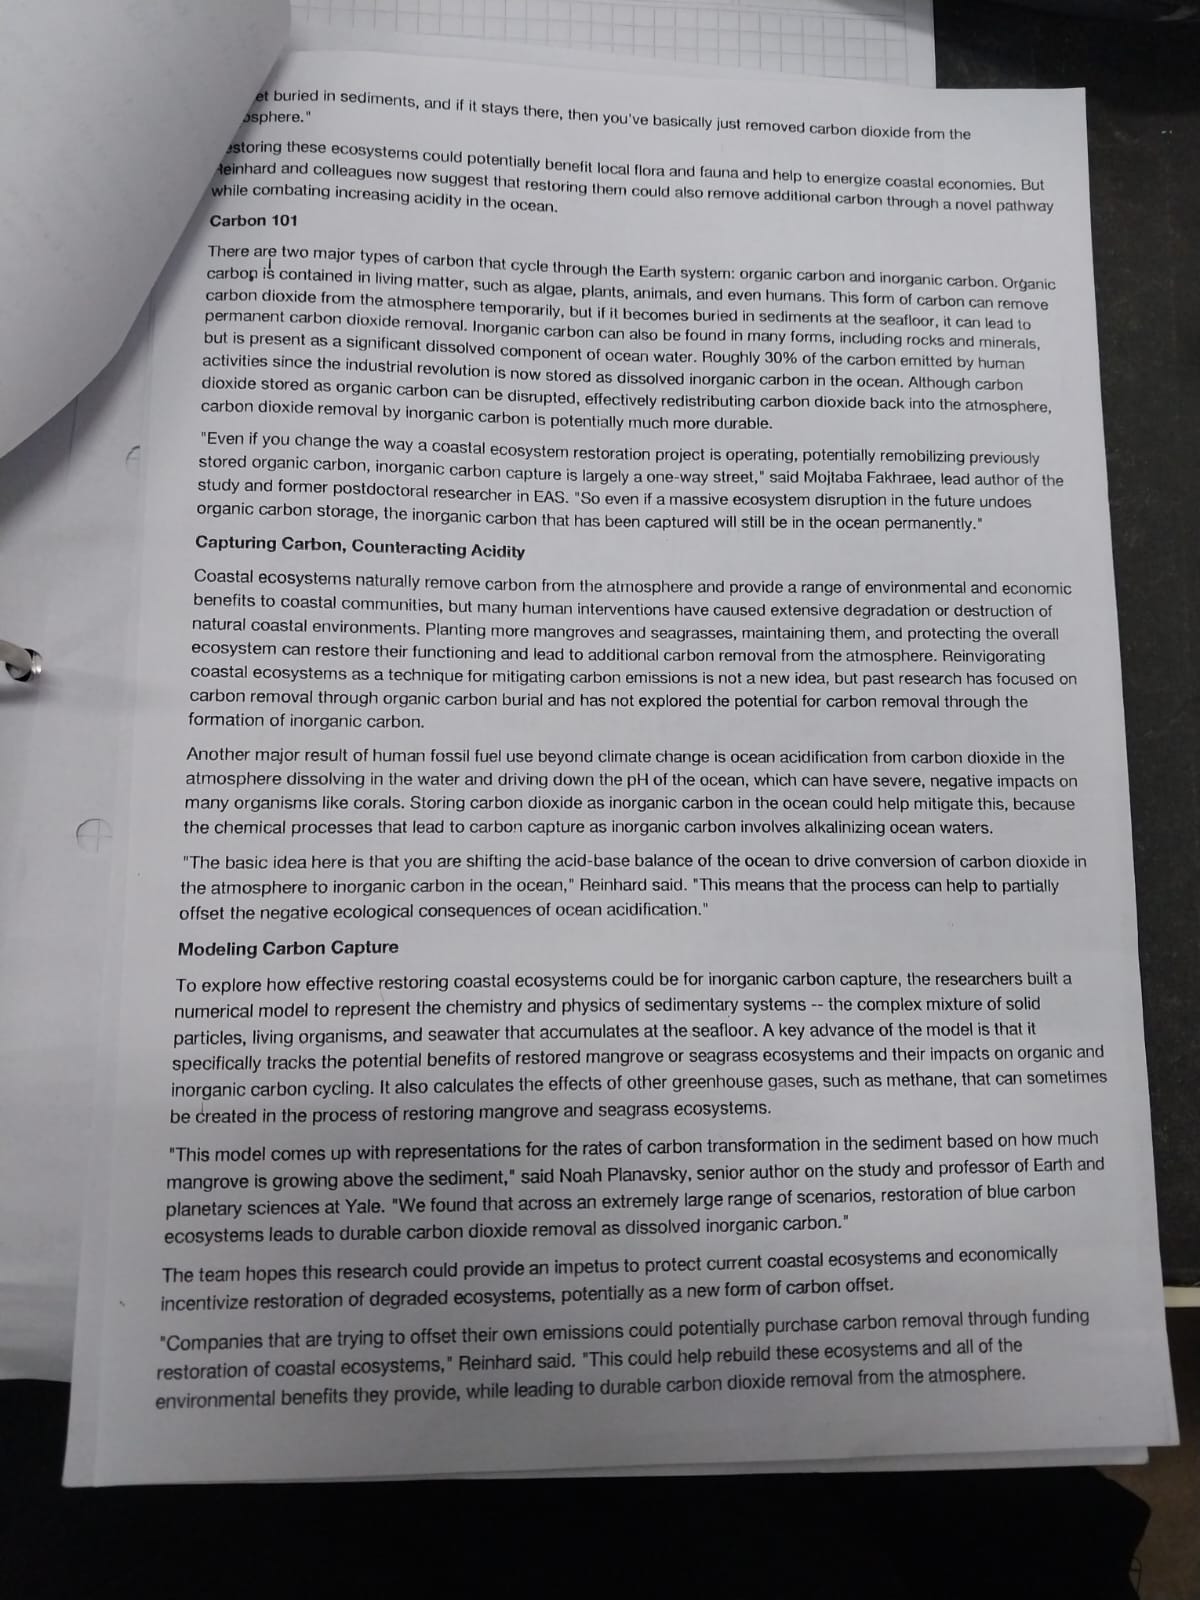 buried in sediments, and if it stays there, then you've basically just removed carbon dioxide from the
these ecosystems could potentially benefit local flora and fauna and help to energize coastal economies. But
Reinhard and colleagues now suggest that restoring them could also remove additional carbon through a novel pathway
while combating increasing acidity in the ocean.
Carbon 101
There are two major types of carbon that cycle through the Earth system: organic carbon and inorganic carbon. Organic
carbon is contained in living matter, such as algae, plants, animals, and even humans. This form of carbon can remove
carbon dioxide from the atmosphere temporarily, but if it becomes buried in sediments at the seafloor, it can lead to
permanent carbon dioxide removal. Inorganic carbon can also be found in many forms, including rocks and minerals,
but is present as a significant dissolved component of ocean water. Roughly 30% of the carbon emitted by human
activities since the industrial revolution is now stored as dissolved inorganic carbon in the ocean. Although carbon
dioxide stored as organic carbon can be disrupted, effectively redistributing carbon dioxide back into the atmosphere,
carbon dioxide removal by inorganic carbon is potentially much more durable.
"Even if you change the way a coastal ecosystem restoration project is operating, potentially remobilizing previously
stored organic carbon, inorganic carbon capture is largely a one-way street," said Mojtaba Fakhraee, lead author of the
study and former postdoctoral researcher in EAS. "So even if a massive ecosystem disruption in the future undoes
organic carbon storage, the inorganic carbon that has been captured will still be in the ocean permanently."
Capturing Carbon, Counteracting Acidity
Coastal ecosystems naturally remove carbon from the atmosphere and provide a range of environmental and economic
benefits to coastal communities, but many human interventions have caused extensive degradation or destruction of
natural coastal environments. Planting more mangroves and seagrasses, maintaining them, and protecting the overall
ecosystem can restore their functioning and lead to additional carbon removal from the atmosphere. Reinvigorating
coastal ecosystems as a technique for mitigating carbon emissions is not a new idea, but past research has focused on
carbon removal through organic carbon burial and has not explored the potential for carbon removal through the
formation of inorganic carbon.
Another major result of human fossil fuel use beyond climate change is ocean acidification from carbon dioxide in the
atmosphere dissolving in the water and driving down the pH of the ocean, which can have severe, negative impacts on
many organisms like corals. Storing carbon dioxide as inorganic carbon in the ocean could help mitigate this, because
the chemical processes that lead to carbon capture as inorganic carbon involves alkalinizing ocean waters.
"The basic idea here is that you are shifting the acid-base balance of the ocean to drive conversion of carbon dioxide in
the atmosphere to inorganic carbon in the ocean," Reinhard said. "This means that the process can help to partially
offset the negative ecological consequences of ocean acidification."
Modeling Carbon Capture
To explore how effective restoring coastal ecosystems could be for inorganic carbon capture, the researchers built a
numerical model to represent the chemistry and physics of sedimentary systems -- the complex mixture of solid
particles, living organisms, and seawater that accumulates at the seafloor. A key advance of the model is that it
specifically tracks the potential benefits of restored mangrove or seagrass ecosystems and their impacts on organic and
inorganic carbon cycling. It also calculates the effects of other greenhouse gases, such as methane, that can sometimes
be created in the process of restoring mangrove and seagrass ecosystems.
"This model comes up with representations for the rates of carbon transformation in the sediment based on how much
mangrove is growing above the sediment," said Noah Planavsky, senior author on the study and professor of Earth and
planetary sciences at Yale. "We found that across an extremely large range of scenarios, restoration of blue carbon
ecosystems leads to durable carbon dioxide removal as dissolved inorganic carbon."
The team hopes this research could provide an impetus to protect current coastal ecosystems and economically
incentivize restoration of degraded ecosystems, potentially as a new form of carbon offset.
"Companies that are trying to offset their own emissions could potentially purchase carbon removal through funding
restoration of coastal ecosystems," Reinhard said. "This could help rebuild these ecosystems and all of the
environmental benefits they provide, while leading to durable carbon dioxide removal from the atmosphere.